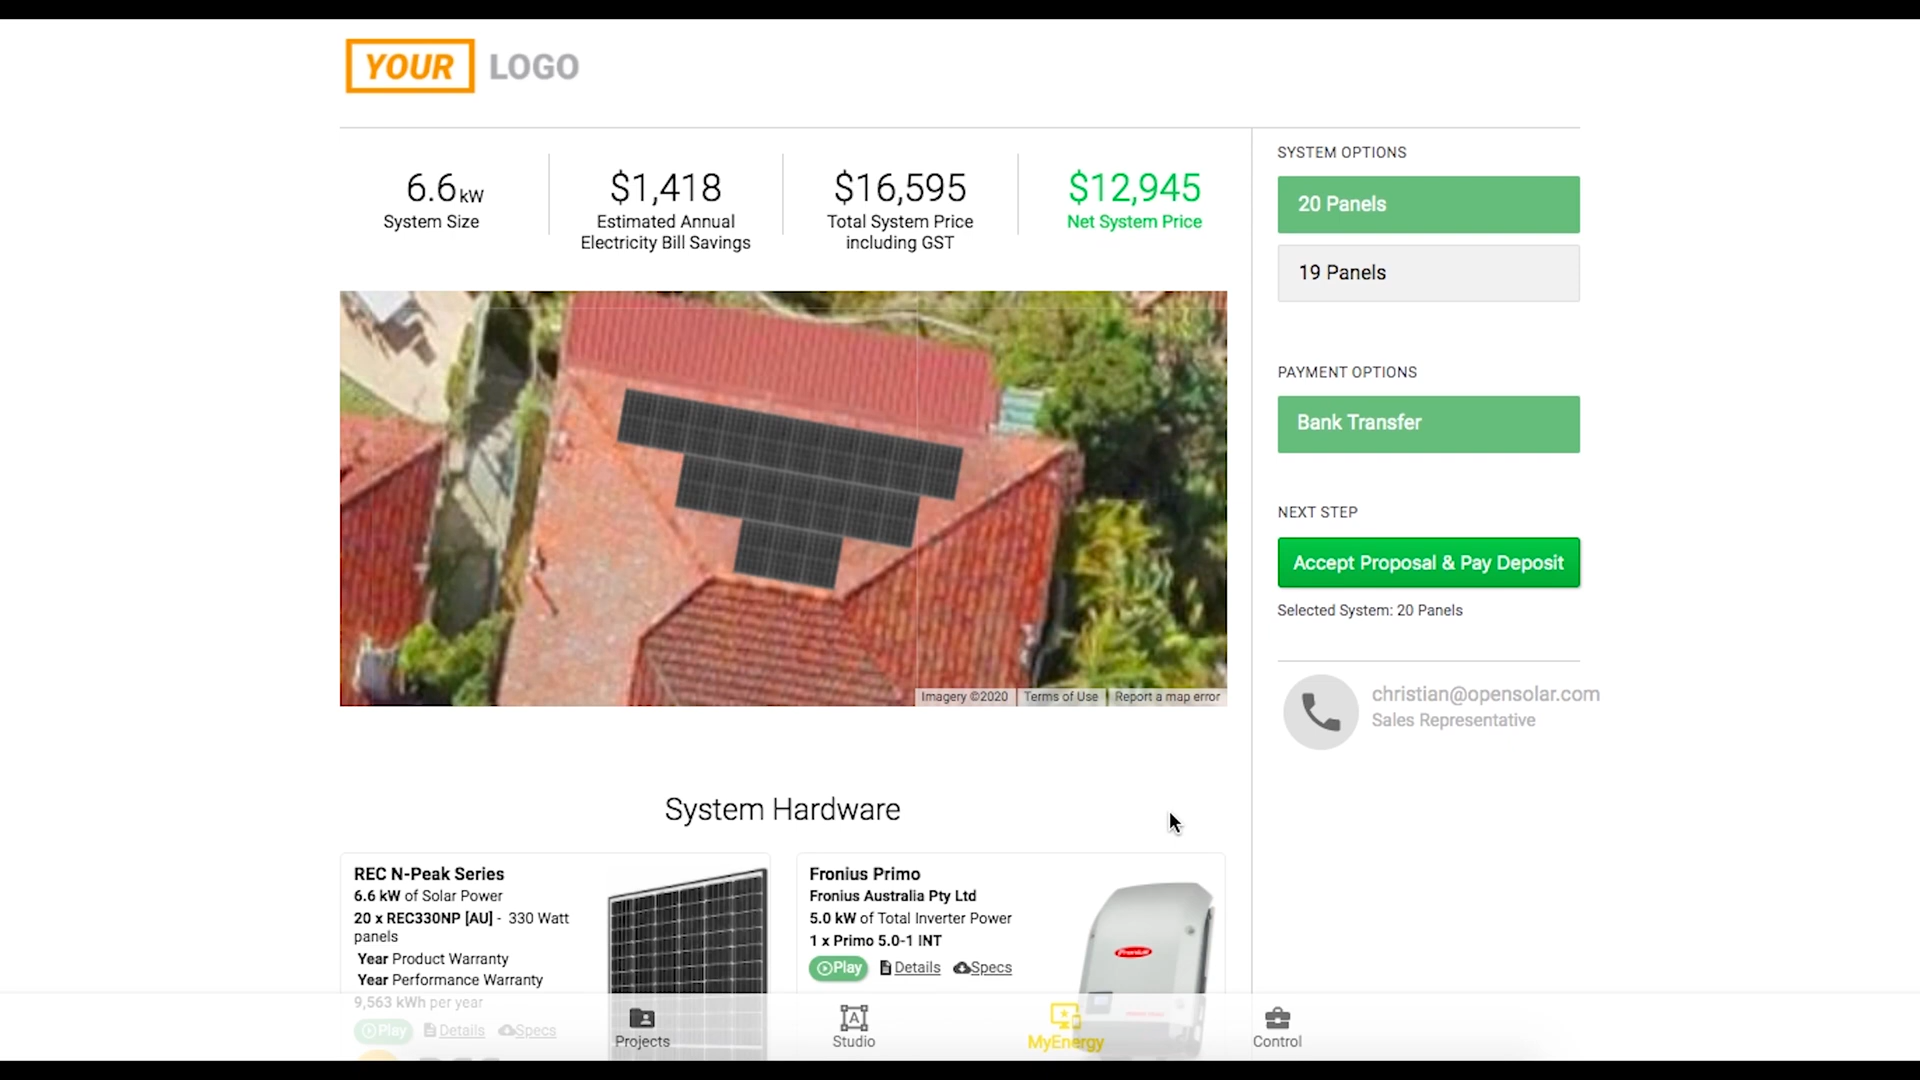 YOUR LOGO
6.6 kW
System Size
$1,418
Estimated Annual
Electricity Bill Savings
$16,595
Total System Price
including GST
$12,945
Net System Price
SYSTEM OPTIONS
20 Panels
19 Panels
PAYMENT OPTIONS
Bank Transfer
NEXT STEP
Accept Proposal & Pay Deposit
Selected System: 20 Panels
christian@opensolar.com
Sales Representative
Imagery ©2020
Terms of Use
Report a map error
System Hardware
REC N-Peak Series
6.6 kW of Solar Power
20 x REC330NP [AU] - 330 Watt
panels
Year Product Warranty
Year Performance Warranty
9,563 kWh per year
Play Details Specs
Fronius Primo
Fronius Australia Pty Ltd
5.0 kW of Total Inverter Power
1 x Primo 5.0-1 INT
Play Details Specs
Fronius
Projects
Studio
MyEnergy
Control